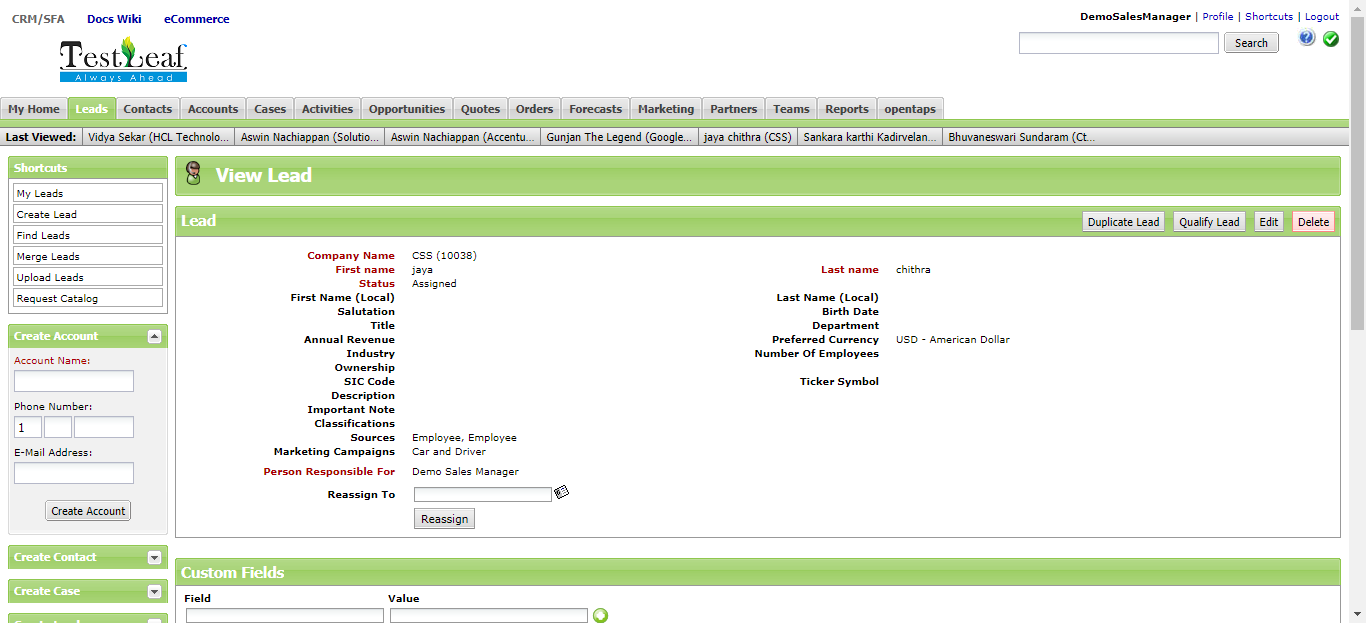 CRM/SFA Docs Wiki eCommerce
DemoSalesManager | Profile | Shortcuts | Logout
Search
TestLeaf
Always Ahead
My Home Leads Contacts Accounts Cases Activities Opportunities Quotes Orders Forecasts Marketing Partners Teams Reports opentaps
Last Viewed: Vidya Sekar (HCL Technolo... Aswin Nachiappan (Solutio... Aswin Nachiappan (Accentu... Gunjan The Legend (Google... jaya chithra (CSS) Sankara karthi Kadirvelan... Bhuvaneswari Sundaram (Ct...
Shortcuts
My Leads
Create Lead
Find Leads
Merge Leads
Upload Leads
Request Catalog
Create Account
Account Name:
Phone Number:
1
E-Mail Address:
Create Account
Create Contact
Create Case
View Lead
Lead Duplicate Lead Qualify Lead Edit Delete
Company Name CSS (10038)
First name jaya Last name chithra
Status Assigned
First Name (Local) Last Name (Local)
Salutation Birth Date
Title Department
Annual Revenue Preferred Currency USD - American Dollar
Industry Number Of Employees
Ownership
SIC Code Ticker Symbol
Description
Important Note
Classifications
Sources Employee, Employee
Marketing Campaigns Car and Driver
Person Responsible For Demo Sales Manager
Reassign To
Reassign
Custom Fields
Field Value